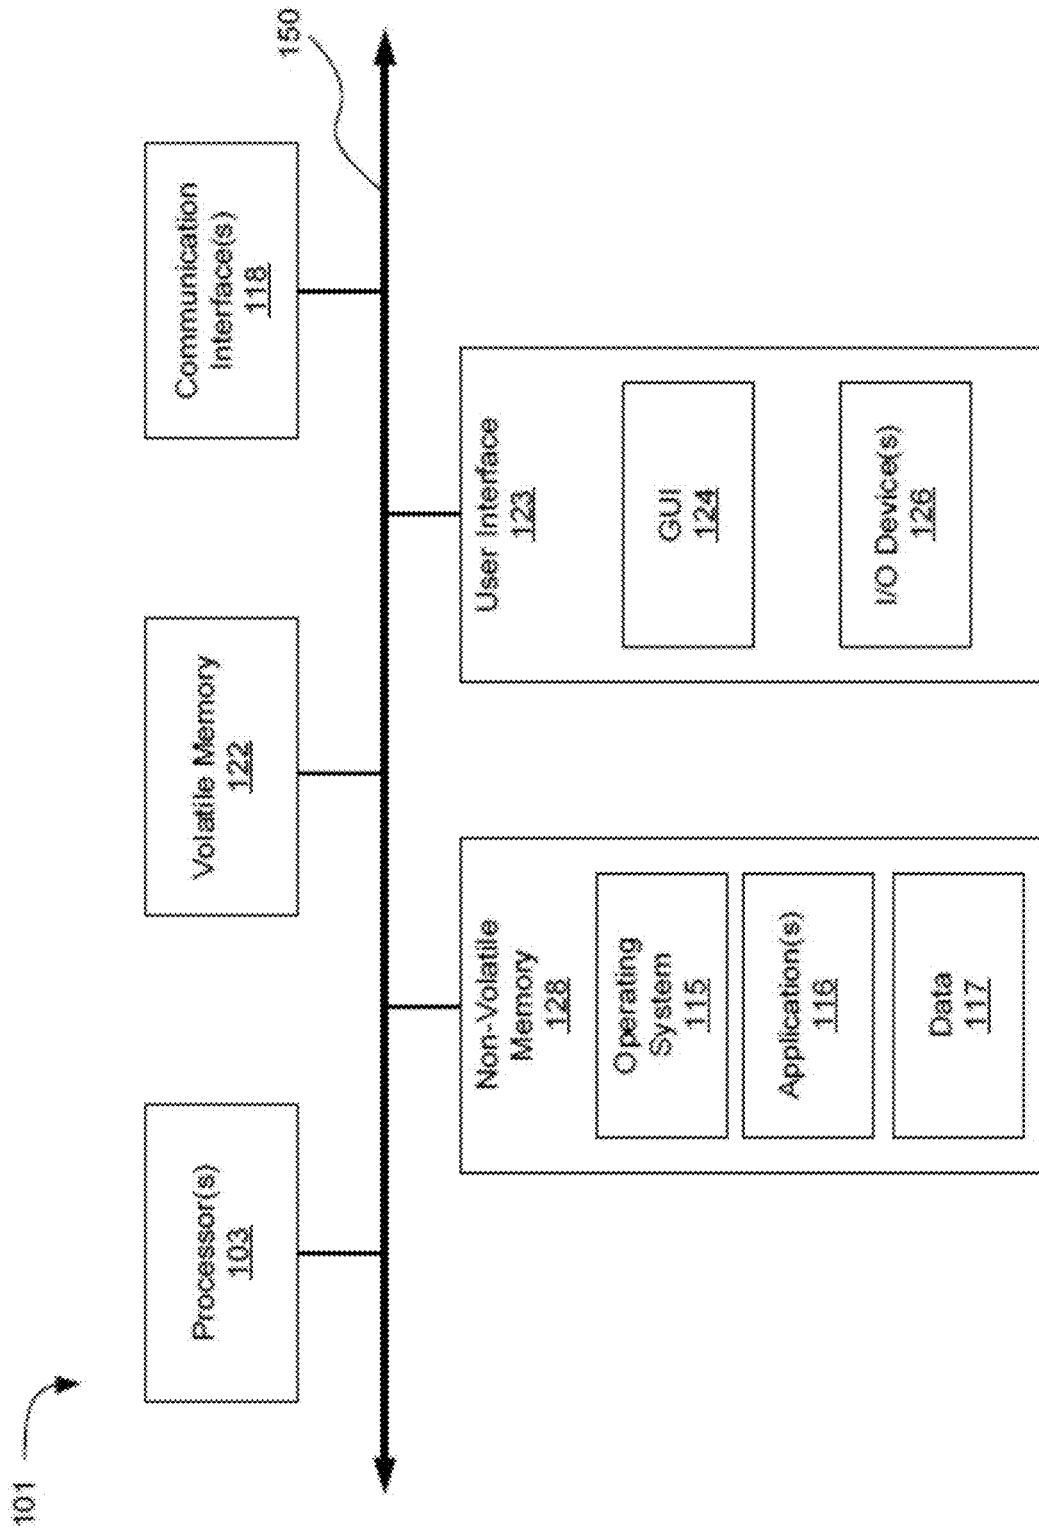 101
Processor(s)
103
Volatile Memory
122
Communication
Interface(s)
118
150
Non-Volatile
Memory
128
Operating
System
115
Application(s)
116
Data
117
User Interface
123
GUI
124
I/O Device(s)
126